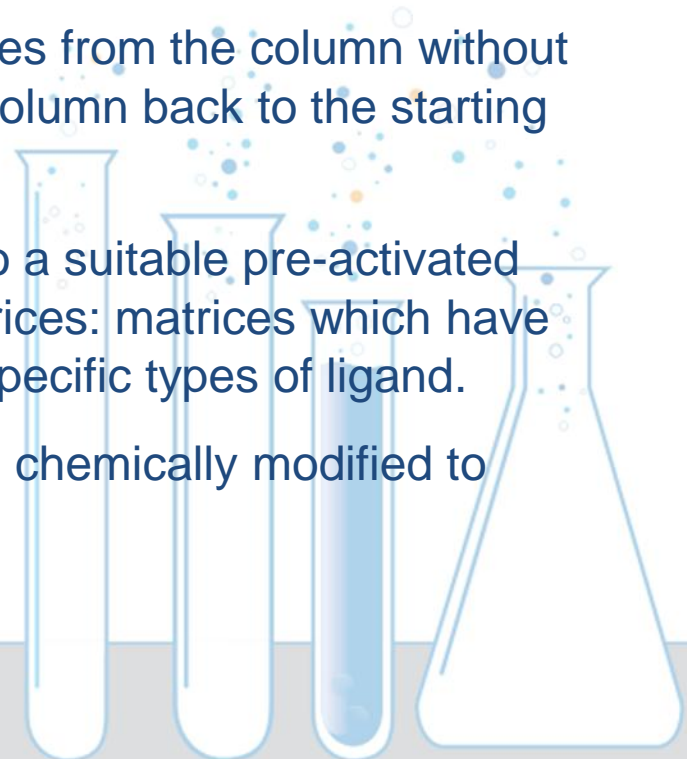 es from the column without
olumn back to the starting
o a suitable pre-activated
rices: matrices which have
pecific types of ligand.
chemically modified to